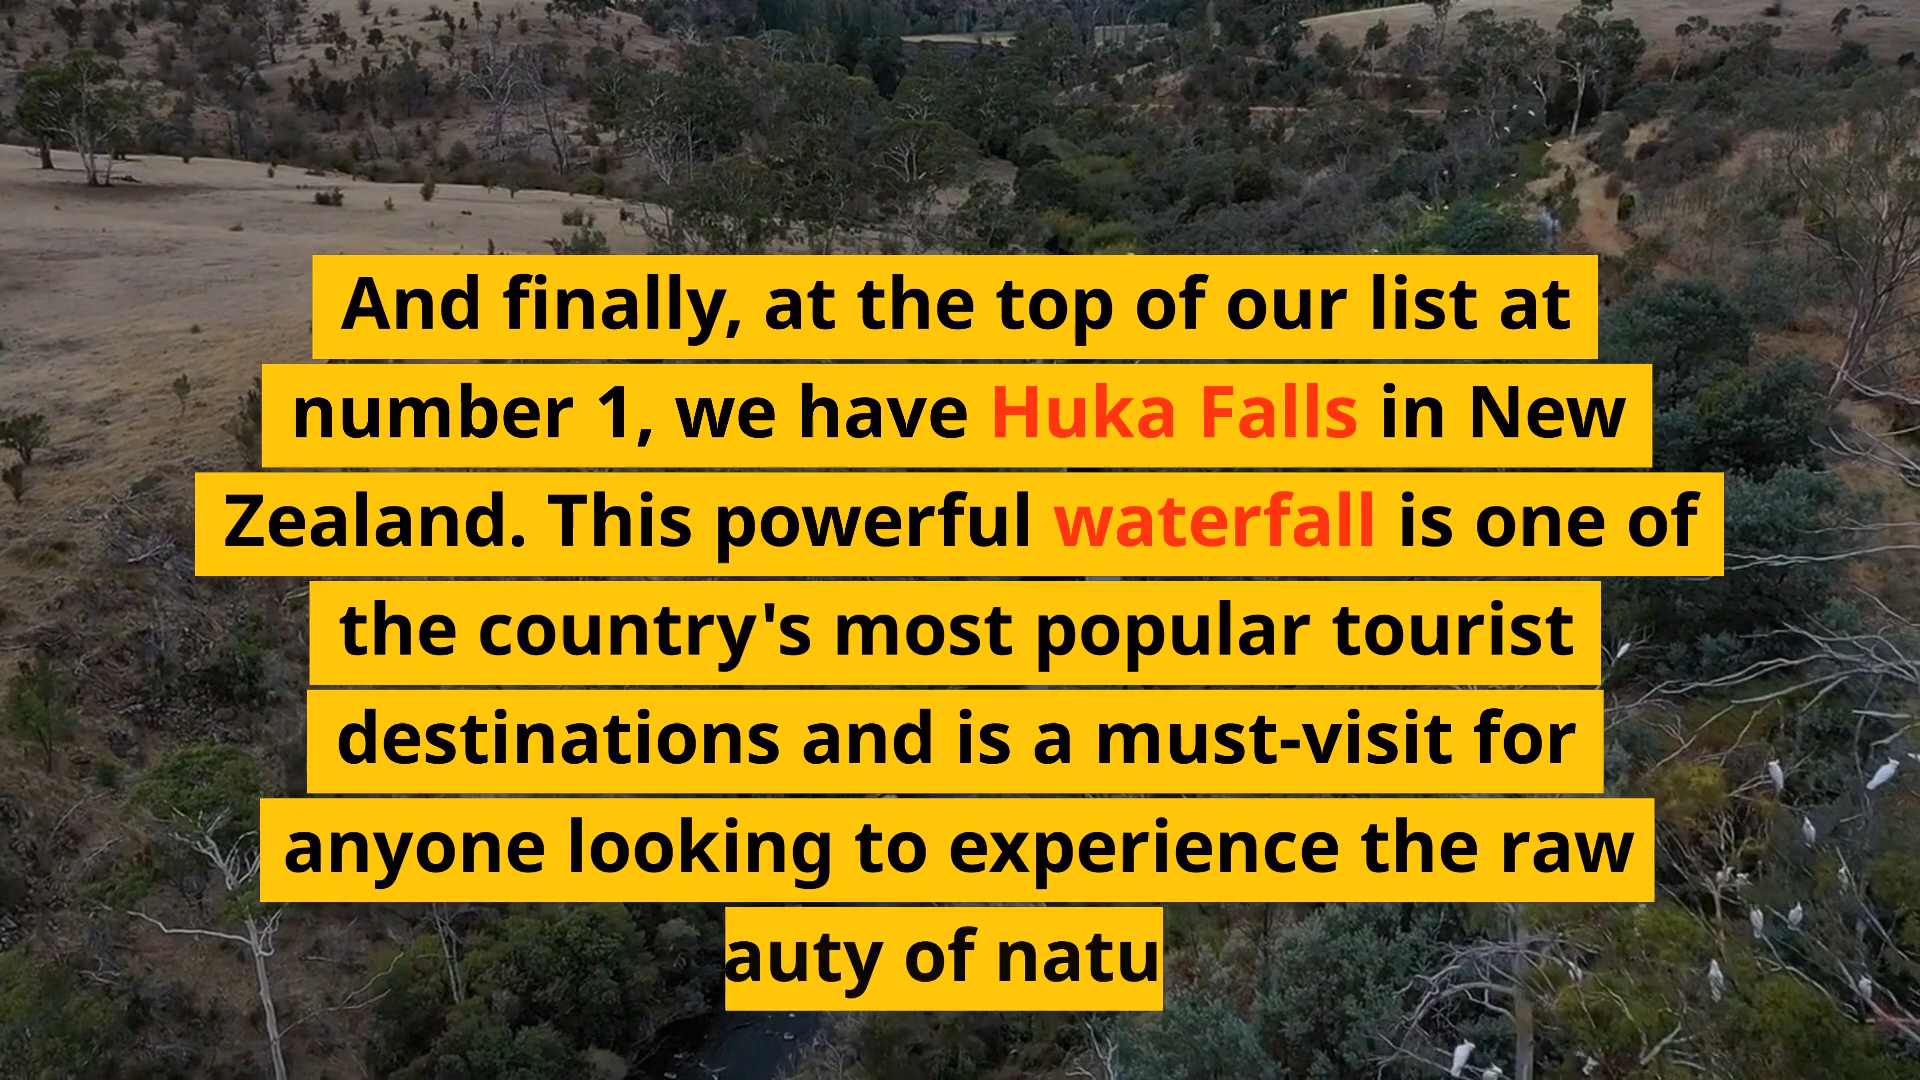 And finally, at the top of our list at
number 1, we have Huka Falls in New
Zealand. This powerful waterfall is one of
the country's most popular tourist
destinations and is a must-visit for
anyone looking to experience the raw
auty of natu